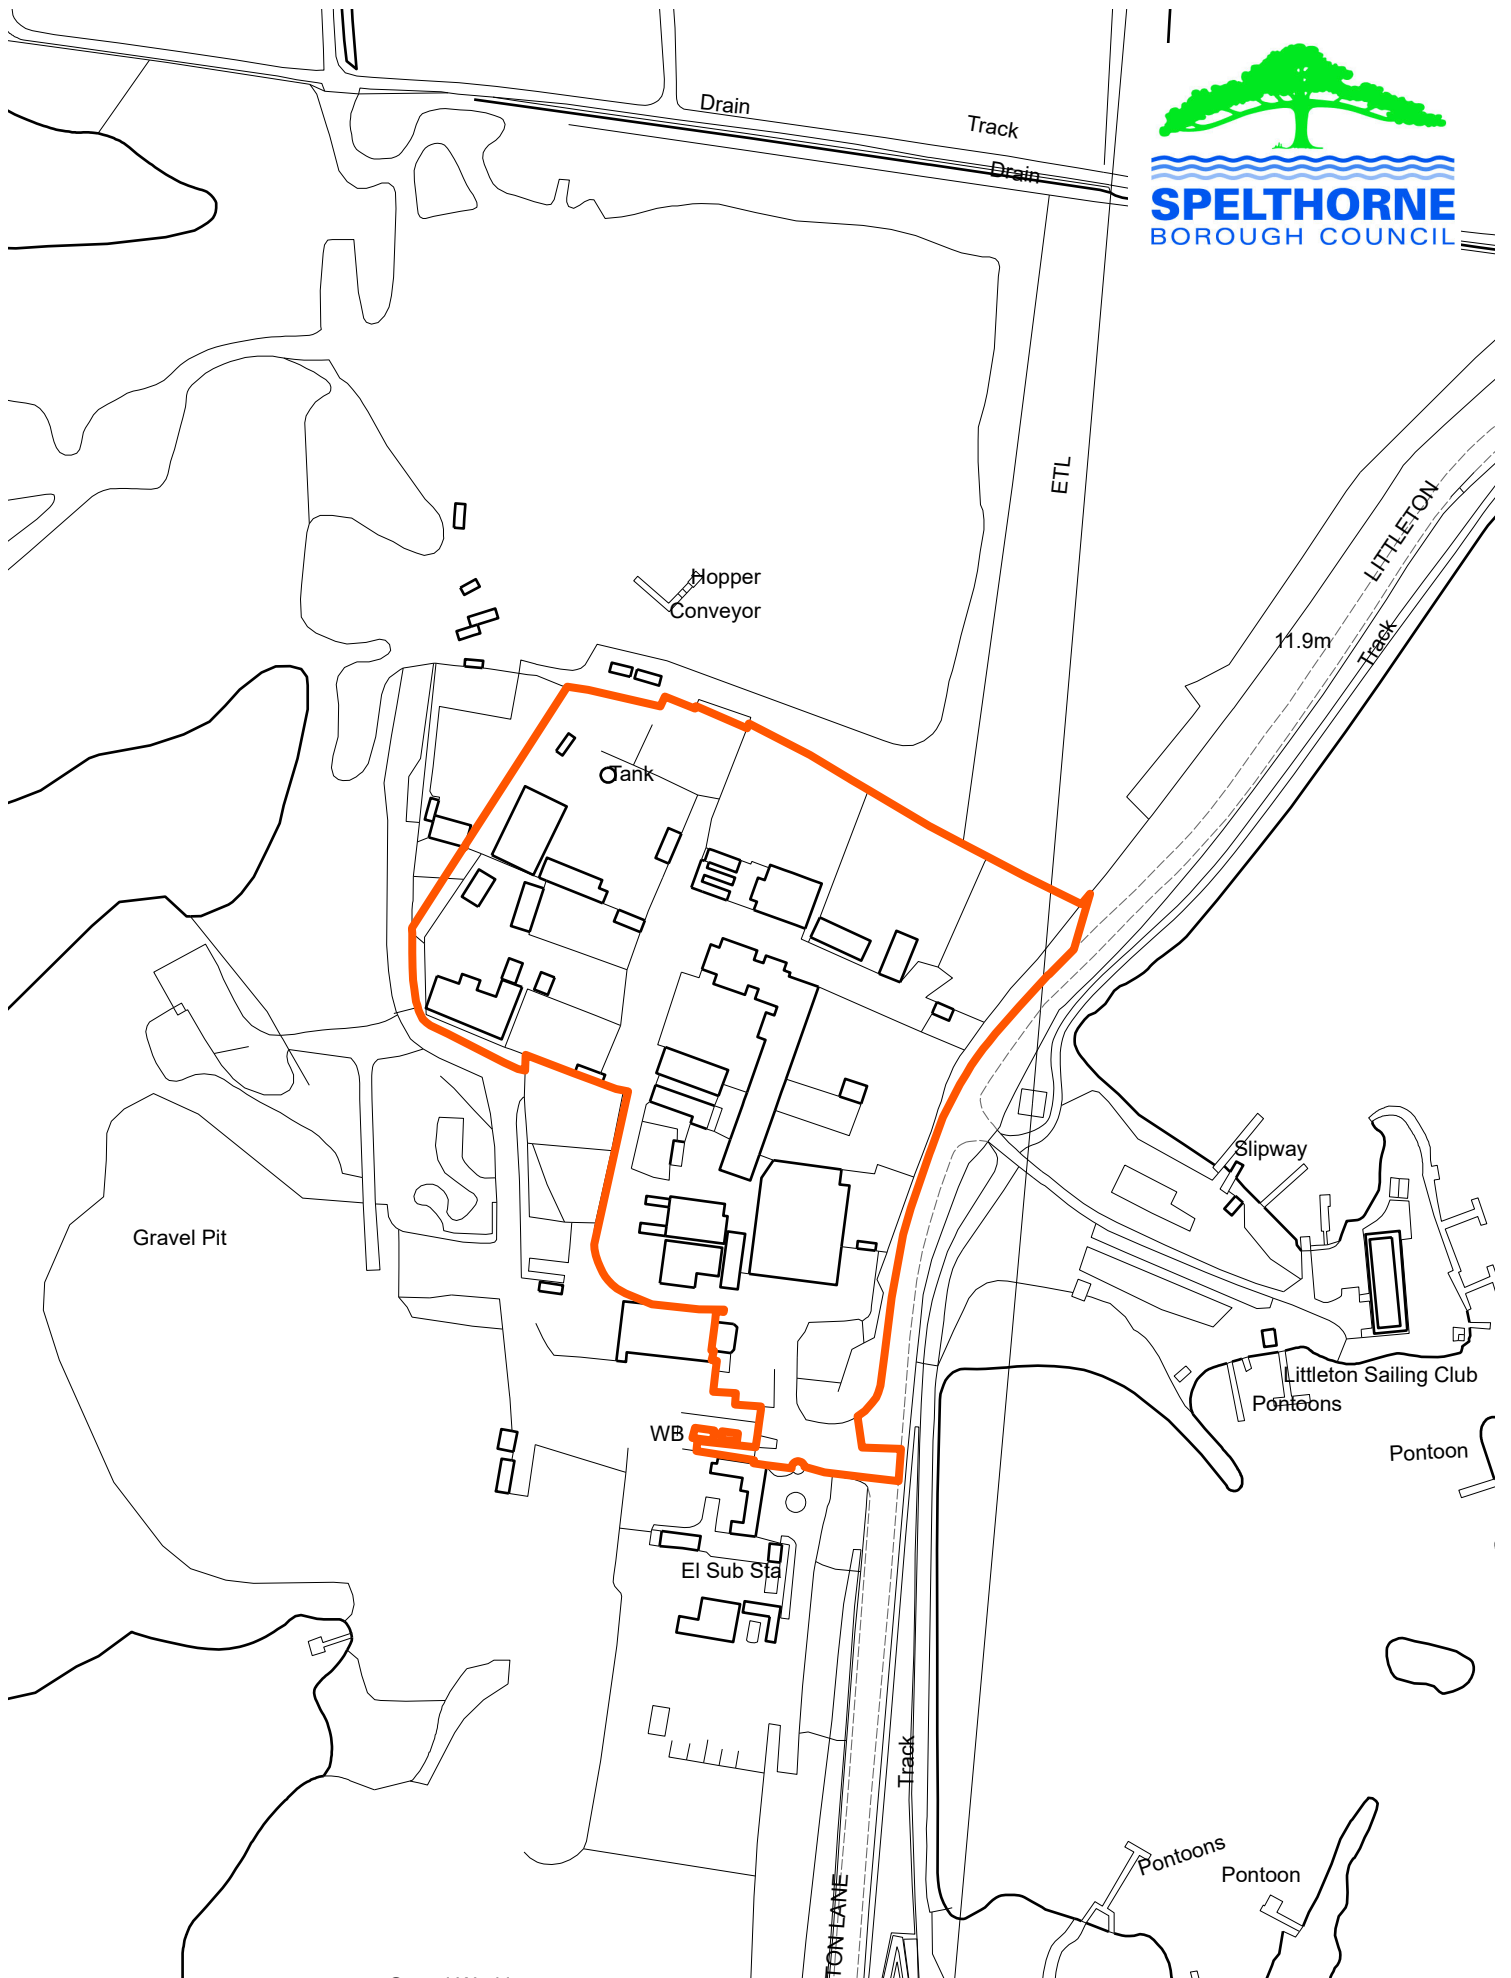 Drain
Track
Drain
SPELTHORNE
BOROUGH COUNCIL
ETL
LITTLETON
Hopper
Conveyor
11.9m
Track
Tank
Slipway
Gravel Pit
Littleton Sailing Club
Pontoons
WB
Pontoon
El Sub Sta
Track
Pontoons
Pontoon
TON LANE